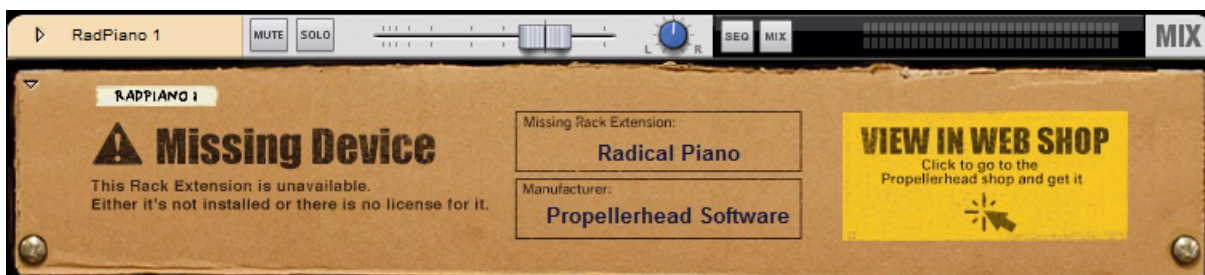 RadPiano 1
MUTE
SOLO
L
R
SEQ
MIX
MIX
RADPIANO 1
Missing Device
This Rack Extension is unavailable.
Either it's not installed or there is no license for it.
Missing Rack Extension:
Radical Piano
Manufacturer:
Propellerhead Software
VIEW IN WEB SHOP
Click to go to the
Propellerhead shop and get it